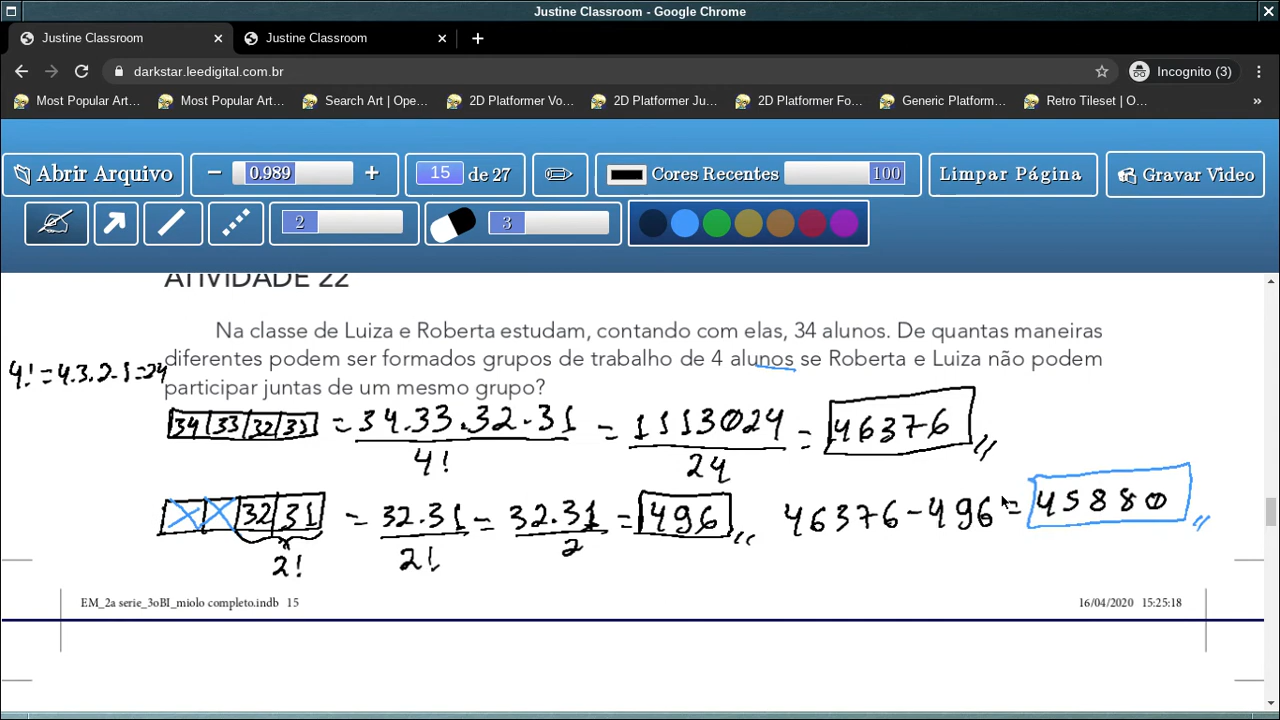 Justine Classroom - Google Chrome
Justine Classroom
Justine Classroom
darkstar.leedigital.com.br
Incognito (3)
Most Popular Art...
Most Popular Art...
Search Art | Ope...
2D Platformer Vo...
2D Platformer Ju...
2D Platformer Fo...
Generic Platform...
Retro Tileset | O...
Abrir Arquivo
− 0.989 +
15 de 27
Cores Recentes 100
Limpar Página
Gravar Video
2
3
ATIVIDADE 22
Na classe de Luiza e Roberta estudam, contando com elas, 34 alunos. De quantas maneiras
diferentes podem ser formados grupos de trabalho de 4 alunos se Roberta e Luiza não podem
participar juntas de um mesmo grupo?
4! = 4.3.2.1 = 24
34 33 32 31 = 34.33.32.31 = 1113024 = 46376
4! 24
X X 32 31 = 32.31 = 32.31 = 496 46376 - 496 = 45880
2! 2! 2
EM_2a serie_3oBI_miolo completo.indb 15
16/04/2020 15:25:18